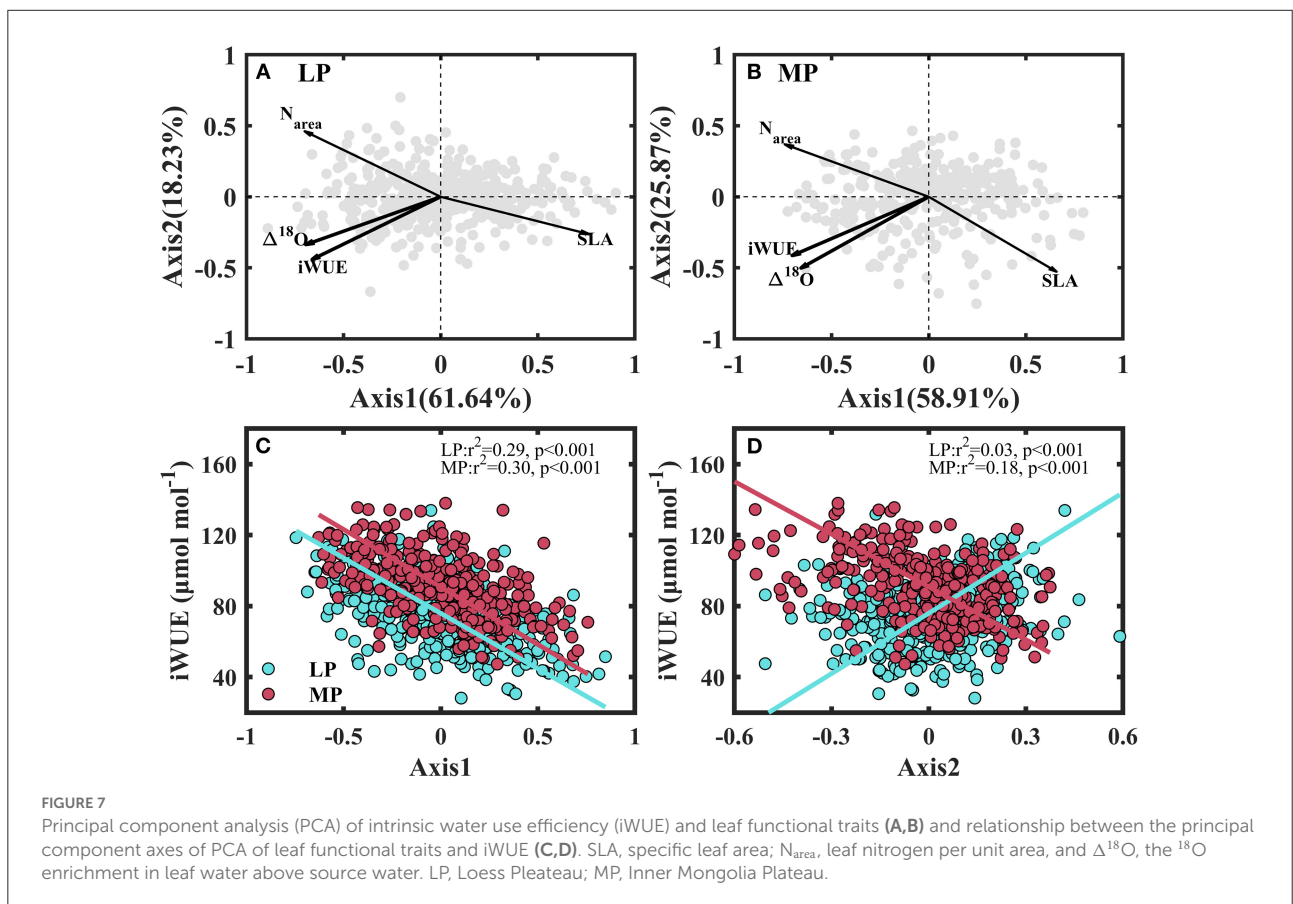 A LP
1
0.5
0
-0.5
-1
-1 -0.5 0 0.5 1
Axis2(18.23%)
Axis1(61.64%)
N_area
Δ¹⁸O
iWUE
SLA
B MP
1
0.5
0
-0.5
-1
-1 -0.5 0 0.5 1
Axis2(25.87%)
Axis1(58.91%)
N_area
iWUE
Δ¹⁸O
SLA
C
LP:r²=0.29, p<0.001
MP:r²=0.30, p<0.001
160
120
80
40
iWUE (μmol mol⁻¹)
LP
MP
-1 -0.5 0 0.5 1
Axis1
D
LP:r²=0.03, p<0.001
MP:r²=0.18, p<0.001
160
120
80
40
iWUE (μmol mol⁻¹)
-0.6 -0.3 0 0.3 0.6
Axis2
FIGURE 7
Principal component analysis (PCA) of intrinsic water use efficiency (iWUE) and leaf functional traits (A,B) and relationship between the principal
component axes of PCA of leaf functional traits and iWUE (C,D). SLA, specific leaf area; N_area, leaf nitrogen per unit area, and Δ¹⁸O, the ¹⁸O
enrichment in leaf water above source water. LP, Loess Pleateau; MP, Inner Mongolia Plateau.